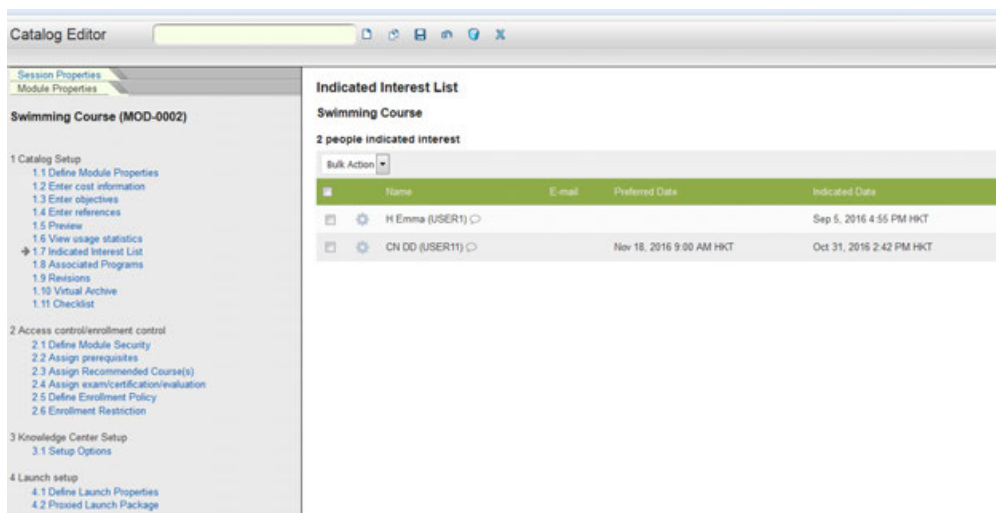 Catalog Editor
Session Properties
Module Properties
Swimming Course (MOD-0002)
1 Catalog Setup
1.1 Define Module Properties
1.2 Enter cost information
1.3 Enter objectives
1.4 Enter references
1.5 Preview
1.6 View usage statistics
1.7 Indicated Interest List
1.8 Associated Programs
1.9 Revisions
1.10 Virtual Archive
1.11 Checklist
2 Access control/enrollment control
2.1 Define Module Security
2.2 Assign prerequisites
2.3 Assign Recommended Course(s)
2.4 Assign exam/certification/evaluation
2.5 Define Enrollment Policy
2.6 Enrollment Restriction
3 Knowledge Center Setup
3.1 Setup Options
4 Launch setup
4.1 Define Launch Properties
4.2 Proxied Launch Package
Indicated Interest List
Swimming Course
2 people indicated interest
Bulk Action
Name E-mail Preferred Date Indicated Date
H Emma (USER1) Sep 5, 2016 4:55 PM HKT
CN DD (USER11) Nov 18, 2016 9:00 AM HKT Oct 31, 2016 2:42 PM HKT